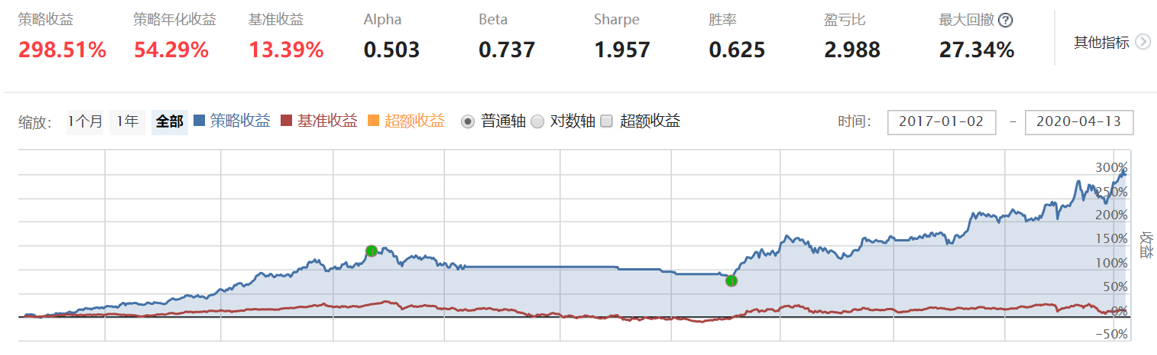 策略收益 策略年化收益 基准收益 Alpha Beta Sharpe 胜率 盈亏比 最大回撤 ?
298.51% 54.29% 13.39% 0.503 0.737 1.957 0.625 2.988 27.34% 其他指标
缩放: 1个月 1年 全部 策略收益 基准收益 超额收益 普通轴 对数轴 超额收益 时间: 2017-01-02 - 2020-04-13
300%
250%
200%
150%
100%
50%
0%
-50%
收益